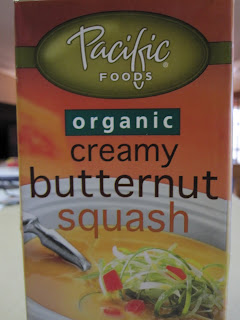 Pacific®
FOODS
organic
creamy
butternut
squash